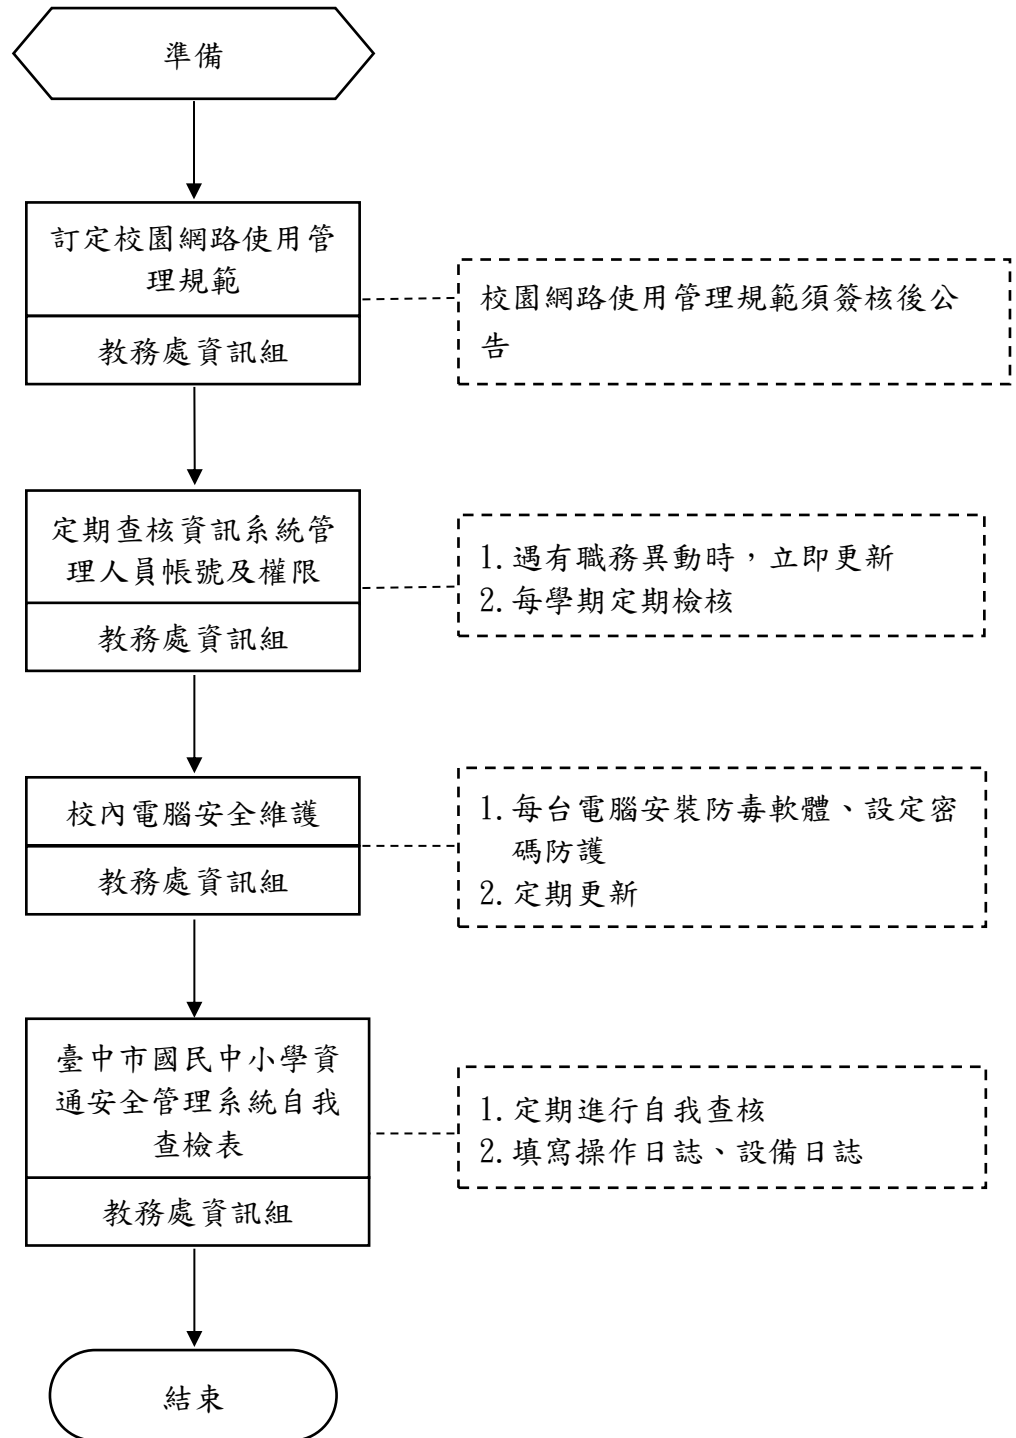 準備
訂定校園網路使用管
理規範
教務處資訊組
校園網路使用管理規範須簽核後公
告
定期查核資訊系統管
理人員帳號及權限
教務處資訊組
1.遇有職務異動時，立即更新
2.每學期定期檢核
校內電腦安全維護
教務處資訊組
1.每台電腦安裝防毒軟體、設定密
碼防護
2.定期更新
臺中市國民中小學資
通安全管理系統自我
查檢表
教務處資訊組
1.定期進行自我查核
2.填寫操作日誌、設備日誌
結束